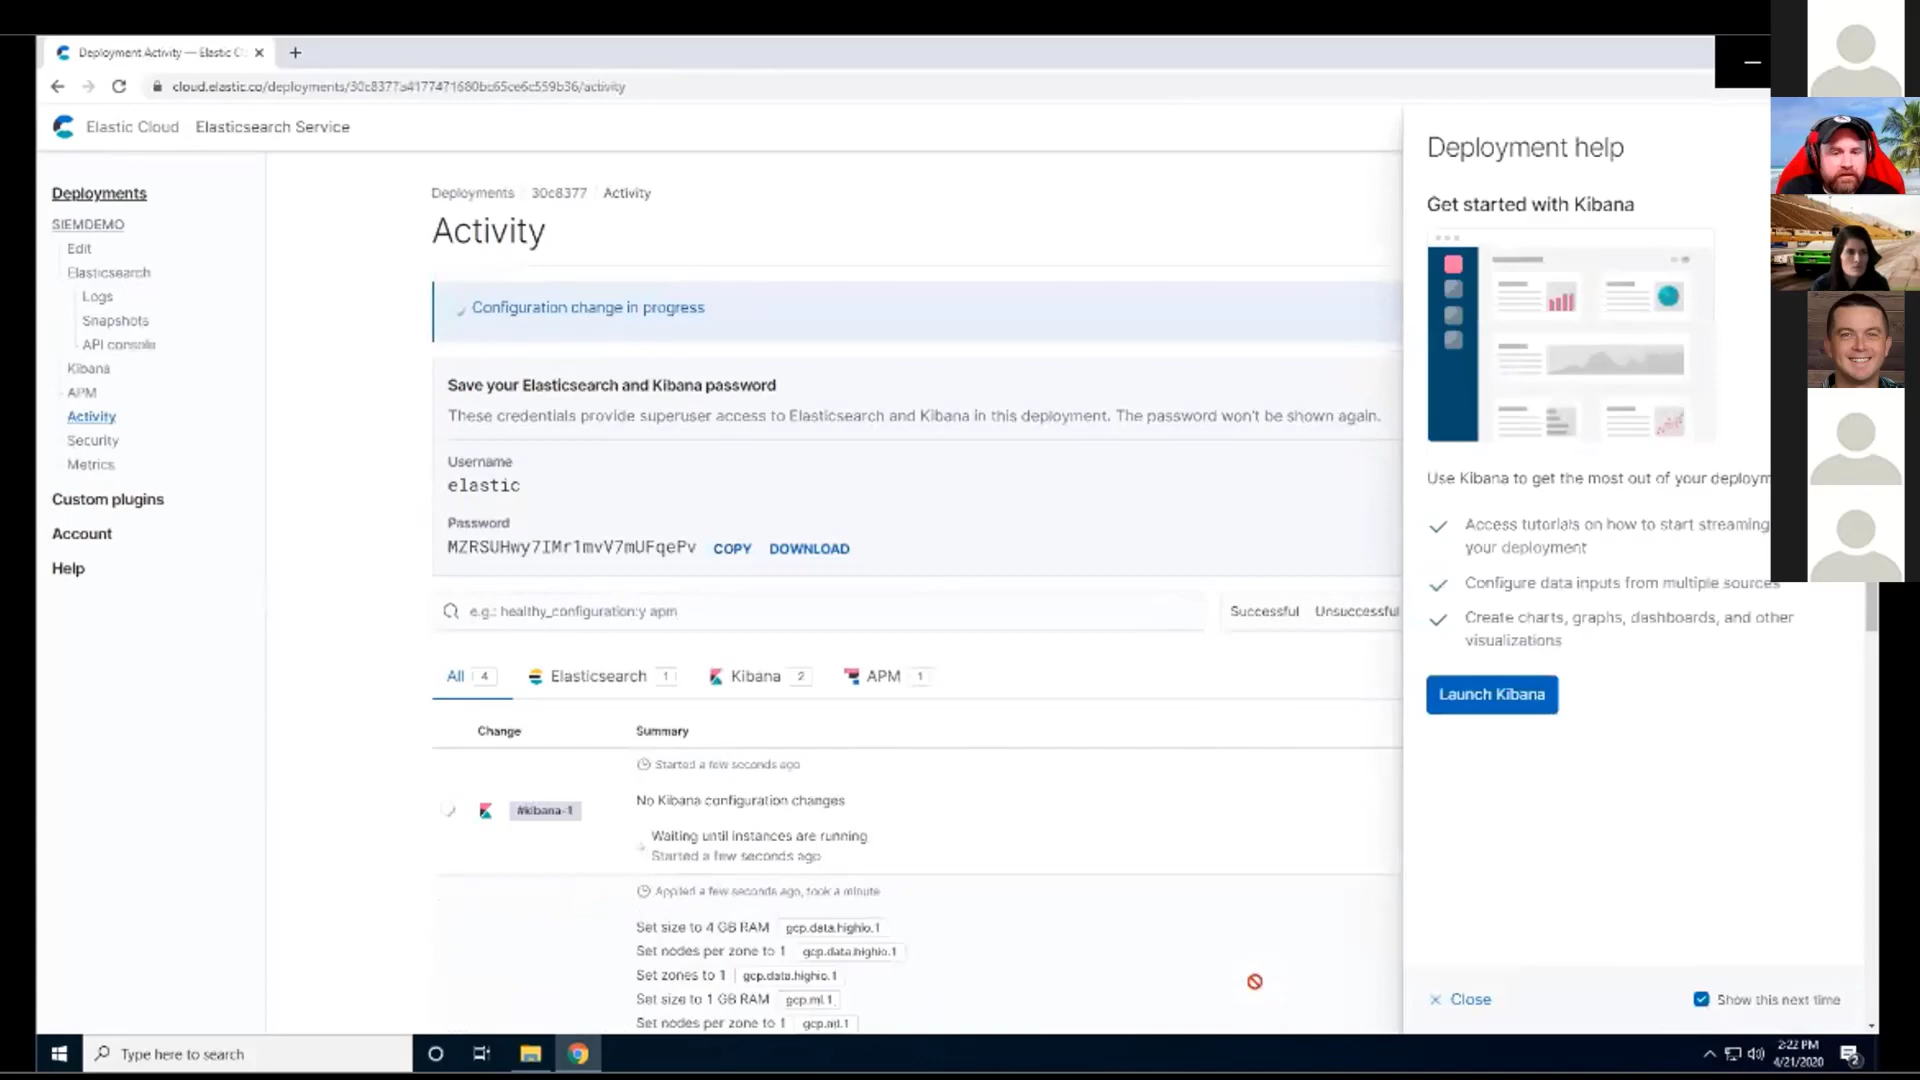 Deployment Activity — Elastic C
cloud.elastic.co/deployments/30c8377a4177471680bc65ce6c559b36/activity
Elastic Cloud Elasticsearch Service
Deployments
SIEMDEMO
Edit
Elasticsearch
Logs
Snapshots
API console
Kibana
APM
Activity
Security
Metrics
Custom plugins
Account
Help
Deployments 30c8377 Activity
Activity
Configuration change in progress
Save your Elasticsearch and Kibana password
These credentials provide superuser access to Elasticsearch and Kibana in this deployment. The password won't be shown again.
Username
elastic
Password
MZRSUHwy7IMr1mvV7mUFqePv COPY DOWNLOAD
e.g.: healthy_configuration:y apm
Successful Unsuccessful
All 4 Elasticsearch 1 Kibana 2 APM 1
Change Summary
Started a few seconds ago
No Kibana configuration changes
#kibana-1
Waiting until instances are running
Started a few seconds ago
Applied a few seconds ago, took a minute
Set size to 4 GB RAM gcp.data.highio.1
Set nodes per zone to 1 gcp.data.highio.1
Set zones to 1 gcp.data.highio.1
Set size to 1 GB RAM gcp.ml.1
Set nodes per zone to 1 gcp.ml.1
Deployment help
Get started with Kibana
Use Kibana to get the most out of your deploym
Access tutorials on how to start streaming
your deployment
Configure data inputs from multiple sources
Create charts, graphs, dashboards, and other
visualizations
Launch Kibana
Close
Show this next time
Type here to search
2:22 PM
4/21/2020
2